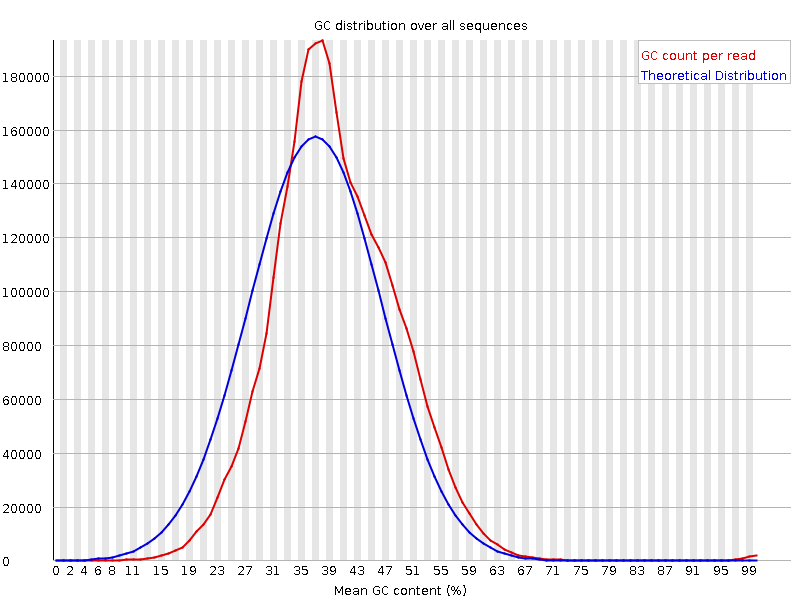 GC distribution over all sequences
GC count per read
Theoretical Distribution
180000
160000
140000
120000
100000
80000
60000
40000
20000
0
0 2 4 6 8 11 15 19 23 27 31 35 39 43 47 51 55 59 63 67 71 75 79 83 87 91 95 99
Mean GC content (%)